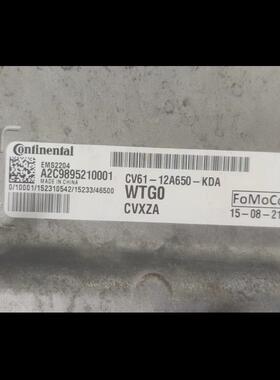 Continental
EMS2204
A2C9895210001
MADE IN CHINA
0/10001/152310542/15233/46500
CV61-12A650-KDA
WTG0
CVXZA
FoMoCo
15-08-21